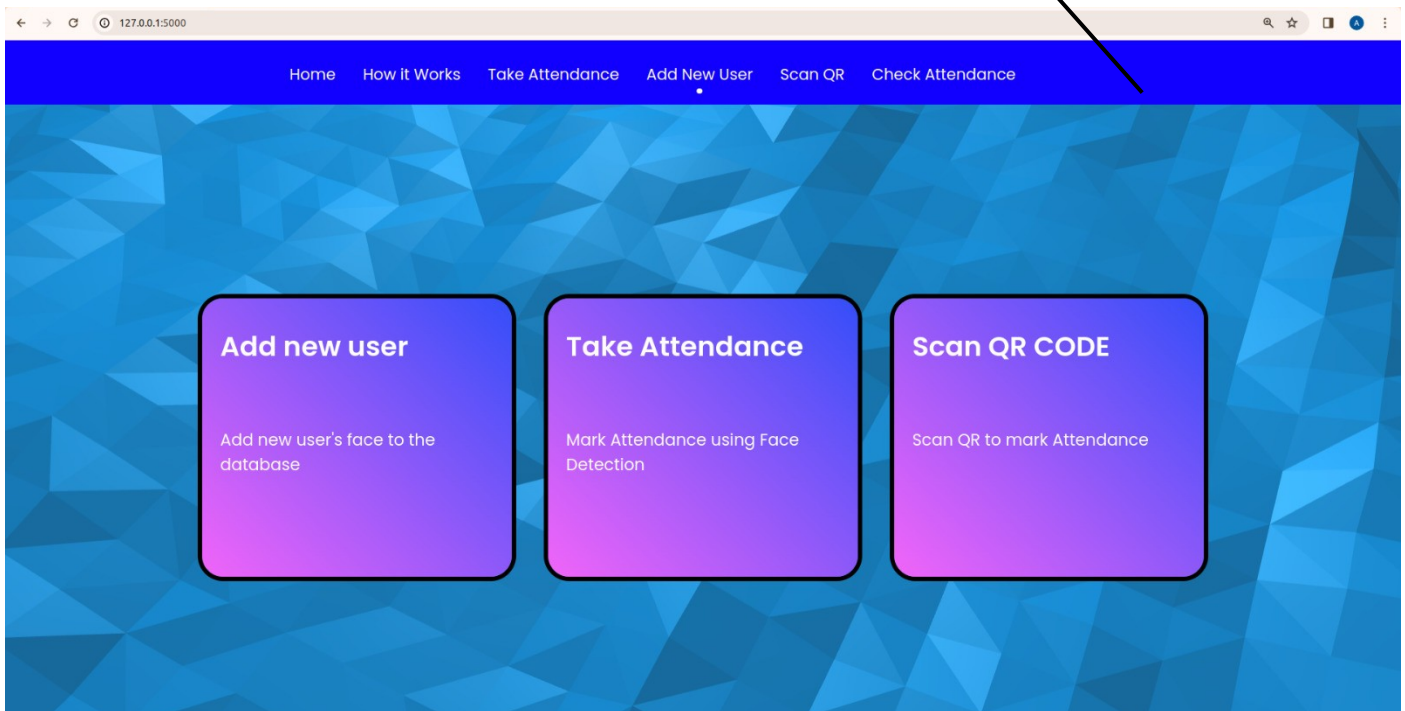 127.0.0.1:5000
A
Home How it Works Take Attendance Add New User Scan QR Check Attendance
Add new user
Add new user's face to the
database
Take Attendance
Mark Attendance using Face
Detection
Scan QR CODE
Scan QR to mark Attendance